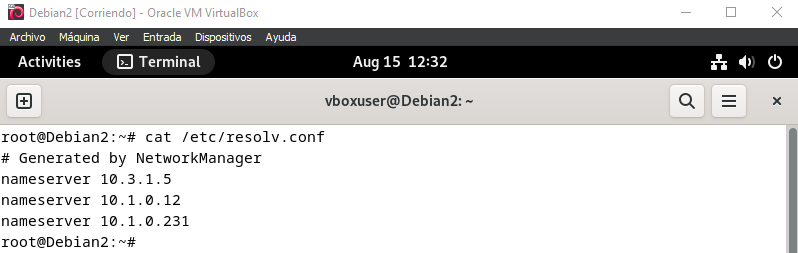 Debian2 [Corriendo] - Oracle VM VirtualBox
Archivo Máquina Ver Entrada Dispositivos Ayuda
Activities Terminal Aug 15 12:32
vboxuser@Debian2: ~
root@Debian2:~# cat /etc/resolv.conf
# Generated by NetworkManager
nameserver 10.3.1.5
nameserver 10.1.0.12
nameserver 10.1.0.231
root@Debian2:~#